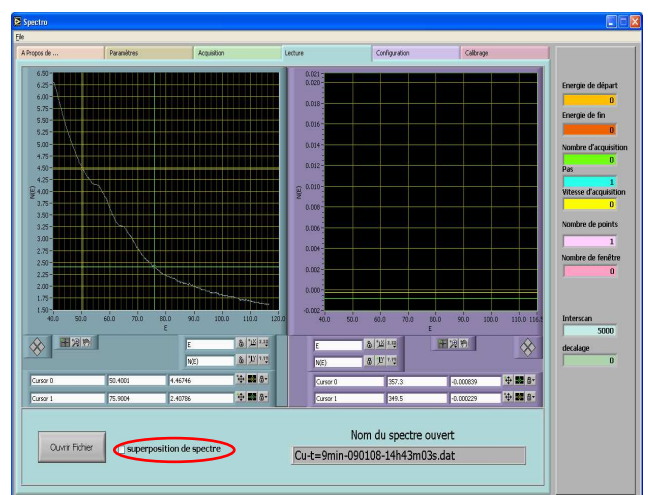 Spectro
File
A Propos de ...
Paramètres
Acquisition
Lecture
Configuration
Calibrage
6.50
6.25
6.00
5.75
5.50
5.25
5.00
4.75
4.50
4.25
4.00
3.75
3.50
3.25
3.00
2.75
2.50
2.25
2.00
1.75
1.50
N(E)
40.0 50.0 60.0 70.0 80.0 90.0 100.0 110.0 120.0
E
0.021
0.020
0.018
0.016
0.014
0.012
0.010
0.008
0.006
0.004
0.002
0.000
-0.002
N(E)
40.0 50.0 60.0 70.0 80.0 90.0 100.0 110.0 116.5
E
E
N(E)
Cursor 0 50.4001 4.46746
Cursor 1 75.9004 2.40786
E
N(E)
Cursor 0 357.3 -0.000839
Cursor 1 349.5 -0.000229
Ouvrir Fichier
superposition de spectre
Nom du spectre ouvert
Cu-t=9min-090108-14h43m03s.dat
Energie de départ
0
Energie de fin
0
Nombre d'acquisition
0
Pas
1
Vitesse d'acquisition
0
Nombre de points
1
Nombre de fenêtre
0
Interscan
5000
decalage
0